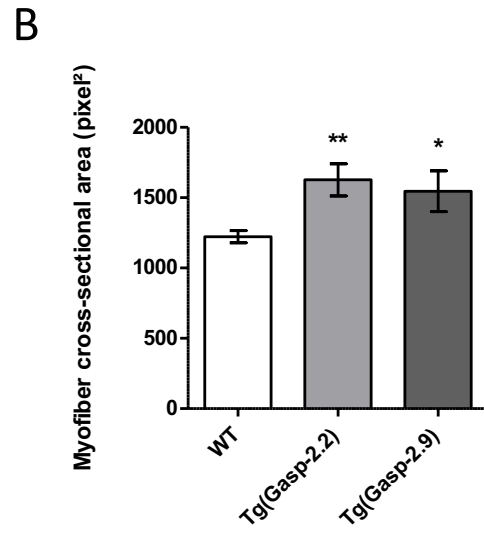 B
Myofiber cross-sectional area (pixel²)
2000
1500
1000
500
0
**
*
WT
Tg(Gasp-2.2)
Tg(Gasp-2.9)